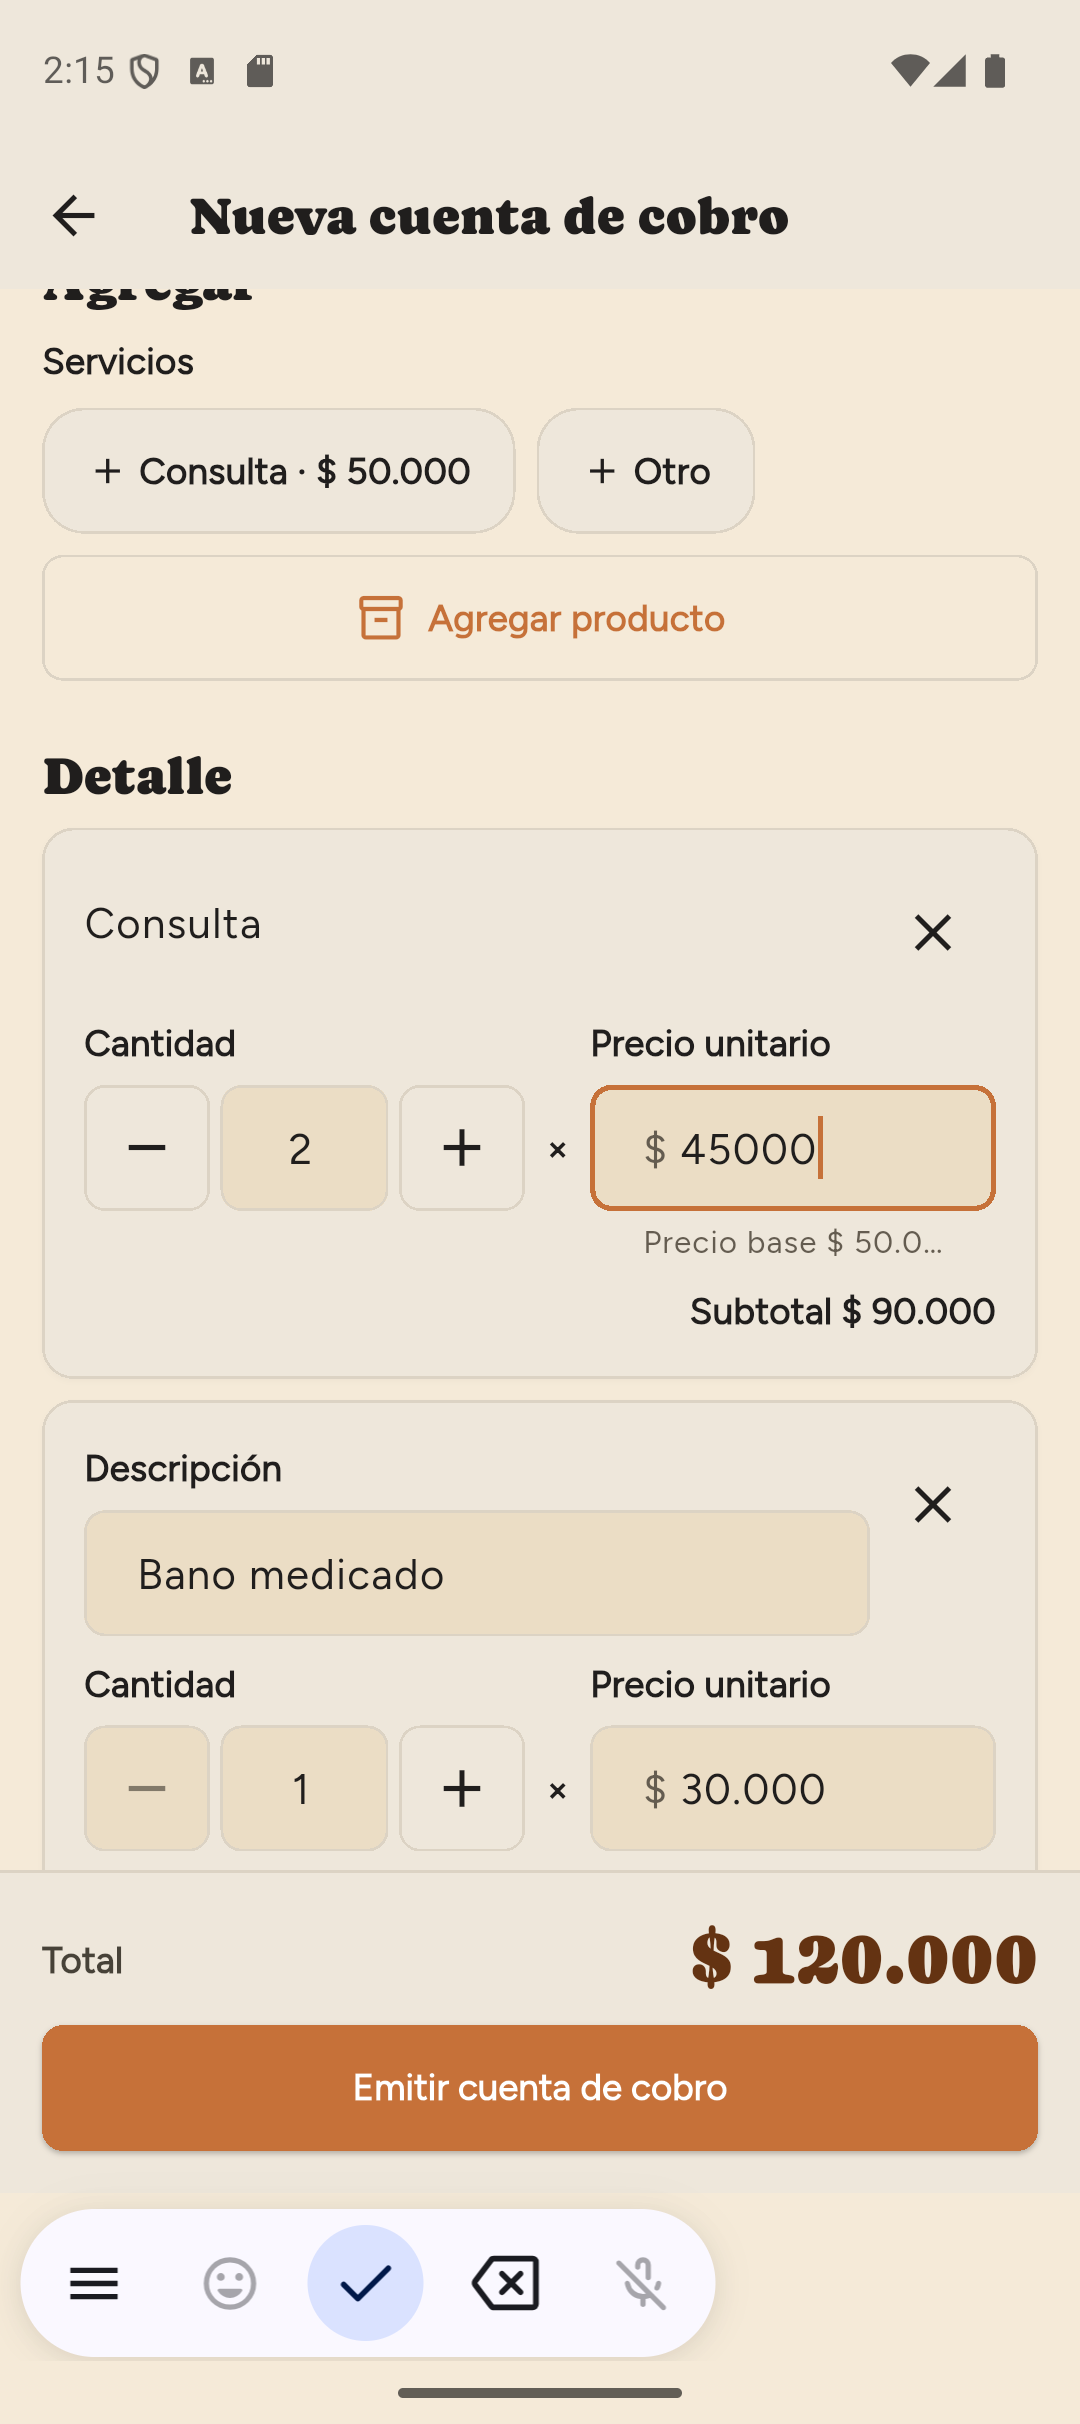 2:15
Nueva cuenta de cobro
Agregar
Servicios
+ Consulta · $ 50.000
+ Otro
Agregar producto
Detalle
Consulta
Cantidad
Precio unitario
2
×
$ 45000
Precio base $ 50.0...
Subtotal $ 90.000
Descripción
Bano medicado
Cantidad
Precio unitario
1
×
$ 30.000
Total
$ 120.000
Emitir cuenta de cobro